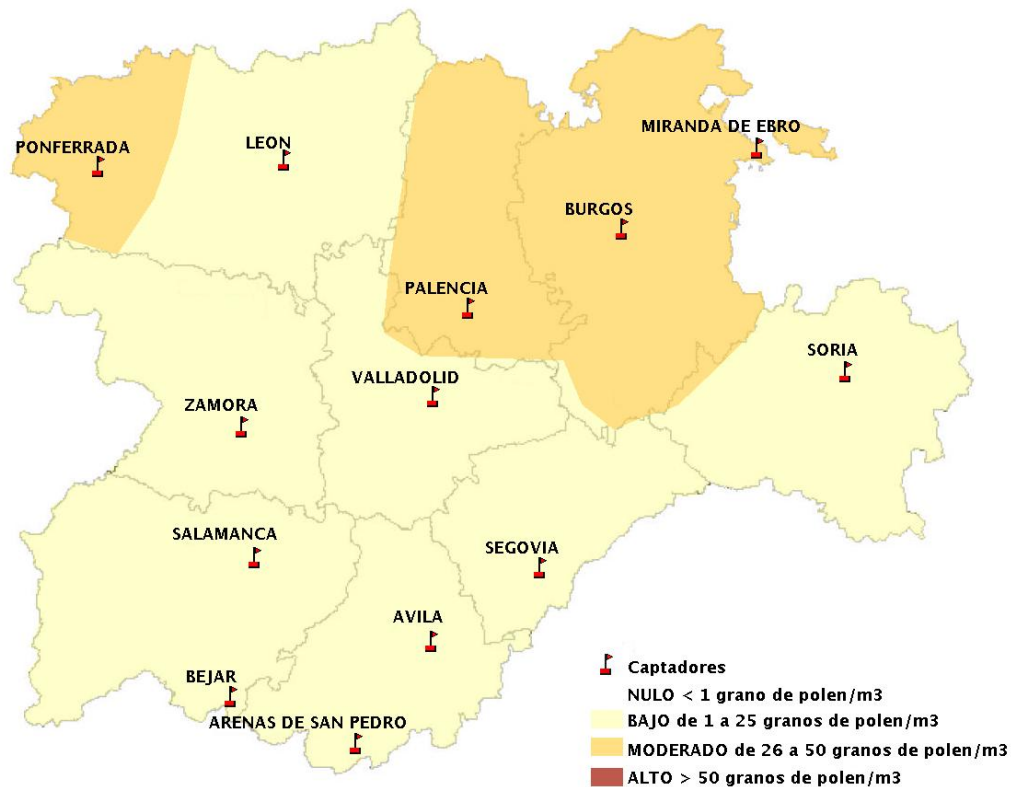 MIRANDA DE EBRO
PONFERRADA
LEON
BURGOS
PALENCIA
SORIA
VALLADOLID
ZAMORA
SALAMANCA
SEGOVIA
AVILA
BEJAR
ARENAS DE SAN PEDRO
Captadores
NULO < 1 grano de polen/m3
BAJO de 1 a 25 granos de polen/m3
MODERADO de 26 a 50 granos de polen/m3
ALTO > 50 granos de polen/m3